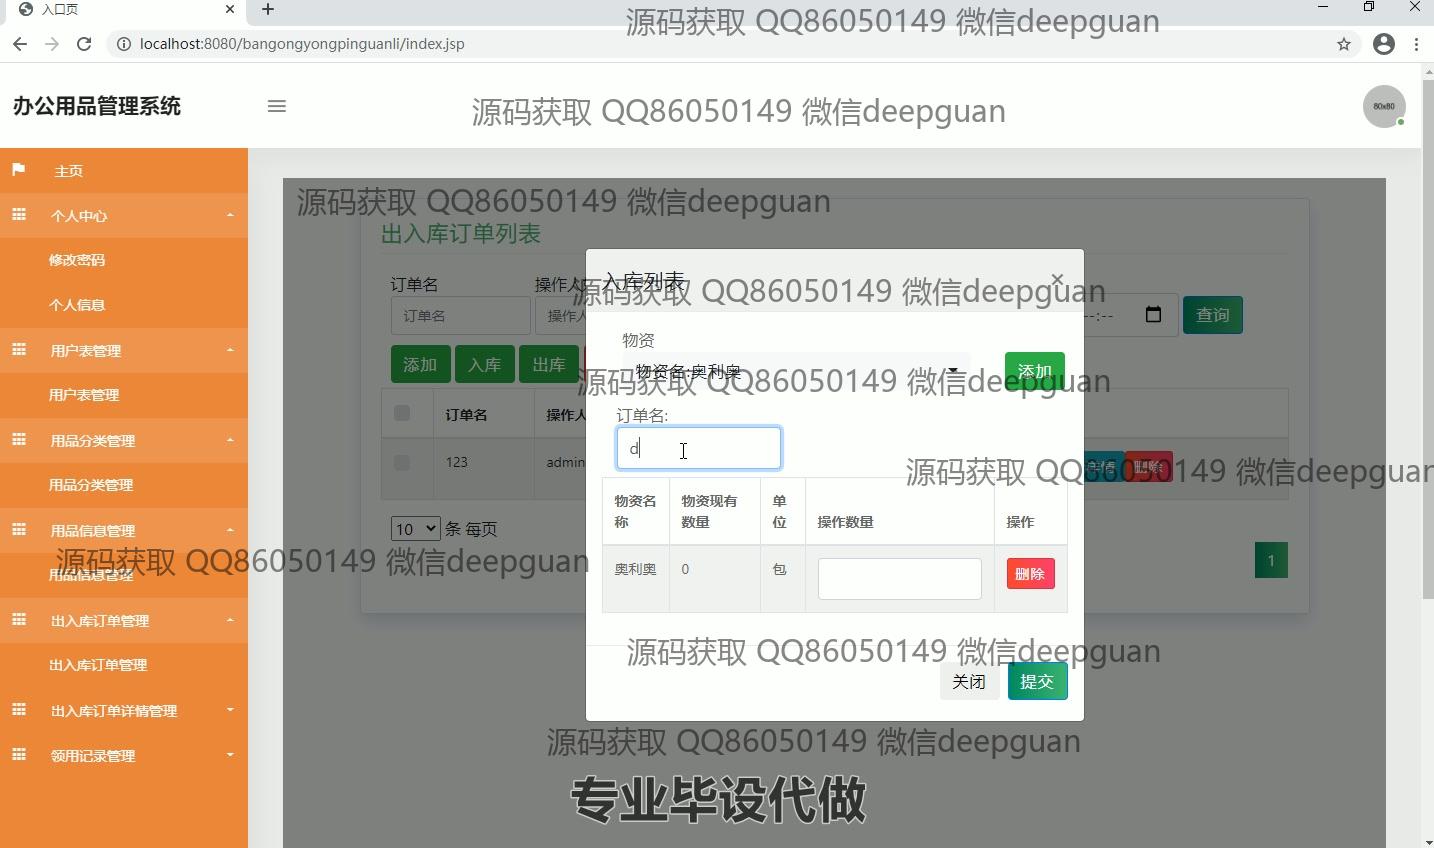 入口页
localhost:8080/bangongyongpinguanli/index.jsp
源码获取 QQ86050149 微信deepguan
办公用品管理系统
源码获取 QQ86050149 微信deepguan
80x80
主页
个人中心
修改密码
个人信息
用户表管理
用户表管理
用品分类管理
用品分类管理
用品信息管理
用品信息管理
出入库订单管理
出入库订单管理
出入库订单详情管理
领用记录管理
源码获取 QQ86050149 微信deepguan
出入库订单列表
订单名
操作人
订单名
操作人
--:--
查询
添加
入库
出库
订单名
操作人
123
admin
详情
删除
10
条 每页
1
入库列表
×
源码获取 QQ86050149 微信deepguan
物资
物资名:奥利奥
添加
源码获取 QQ86050149 微信deepguan
订单名:
d
源码获取 QQ86050149 微信deepguan
物资名称
物资现有数量
单位
操作数量
操作
奥利奥
0
包
删除
源码获取 QQ86050149 微信deepguan
源码获取 QQ86050149 微信deepguan
关闭
提交
源码获取 QQ86050149 微信deepguan
专业毕设代做